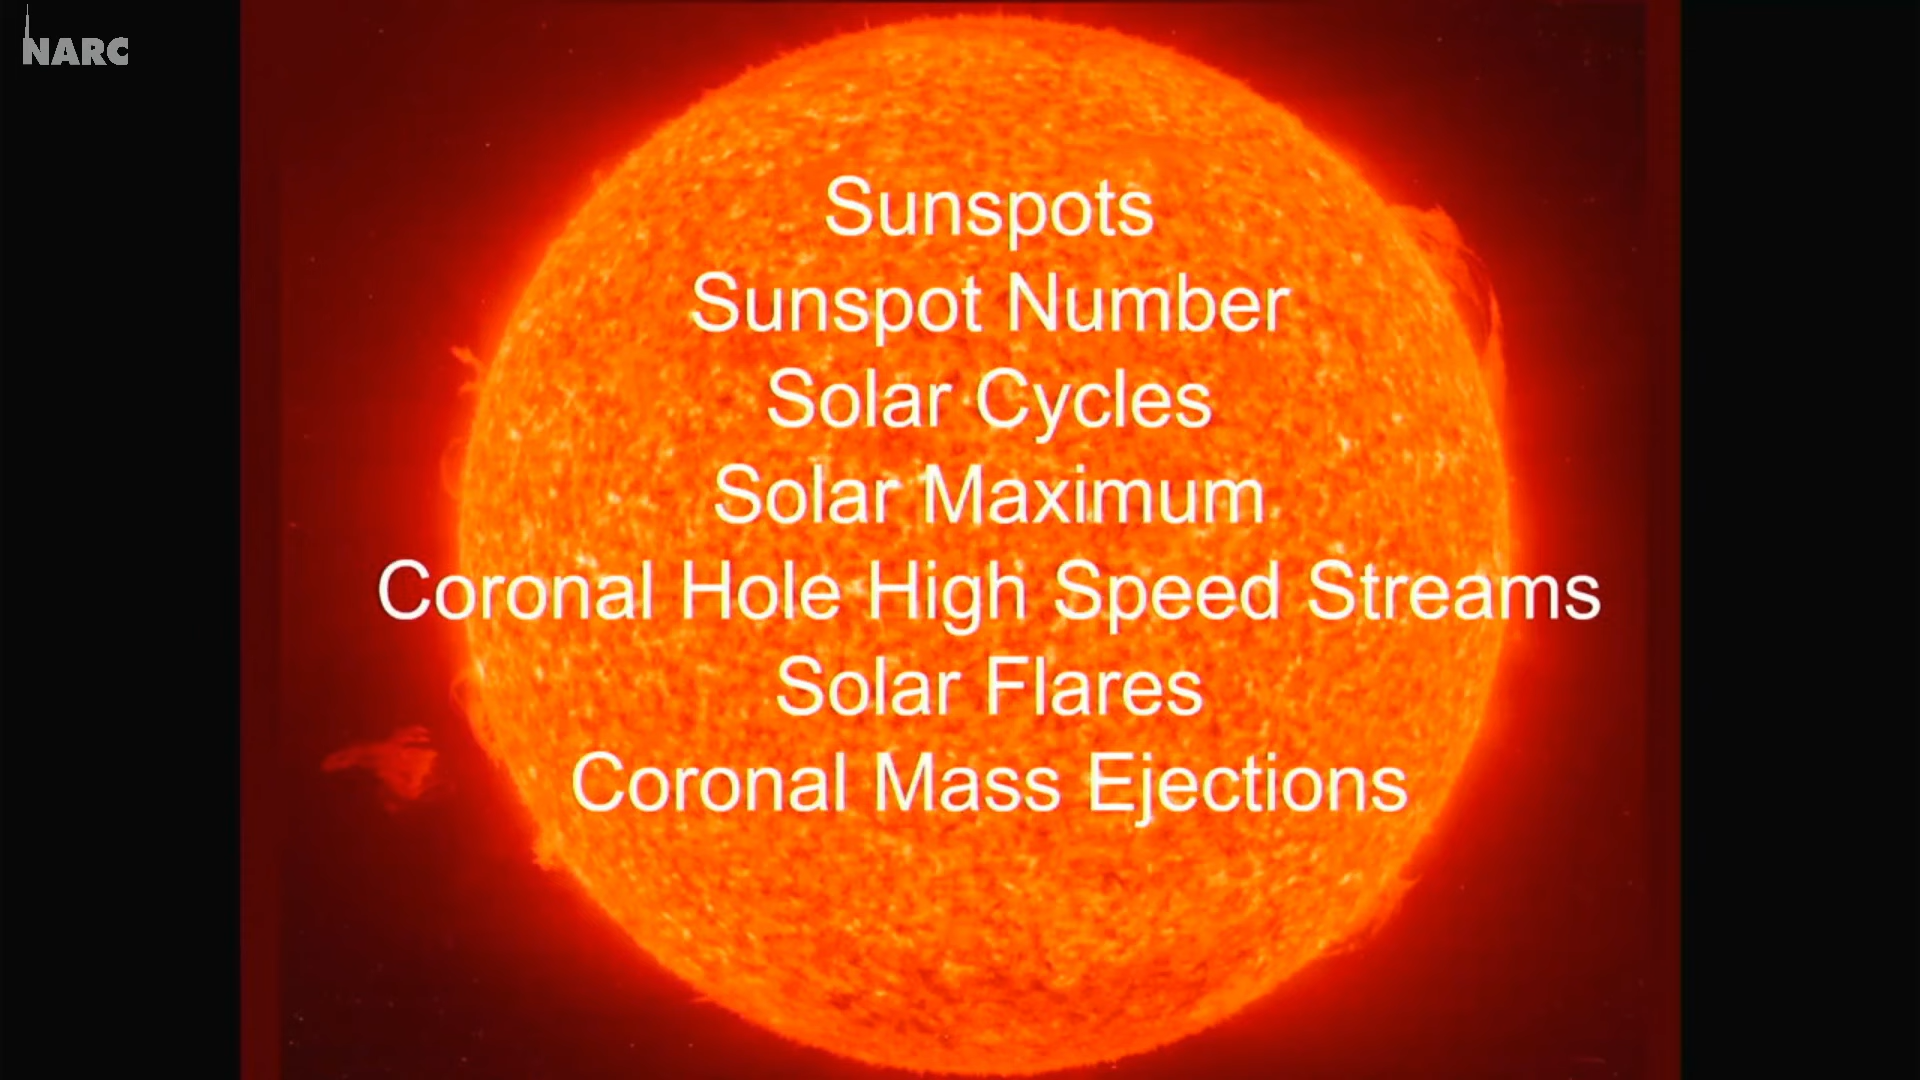 NARC
Sunspots
Sunspot Number
Solar Cycles
Solar Maximum
Coronal Hole High Speed Streams
Solar Flares
Coronal Mass Ejections